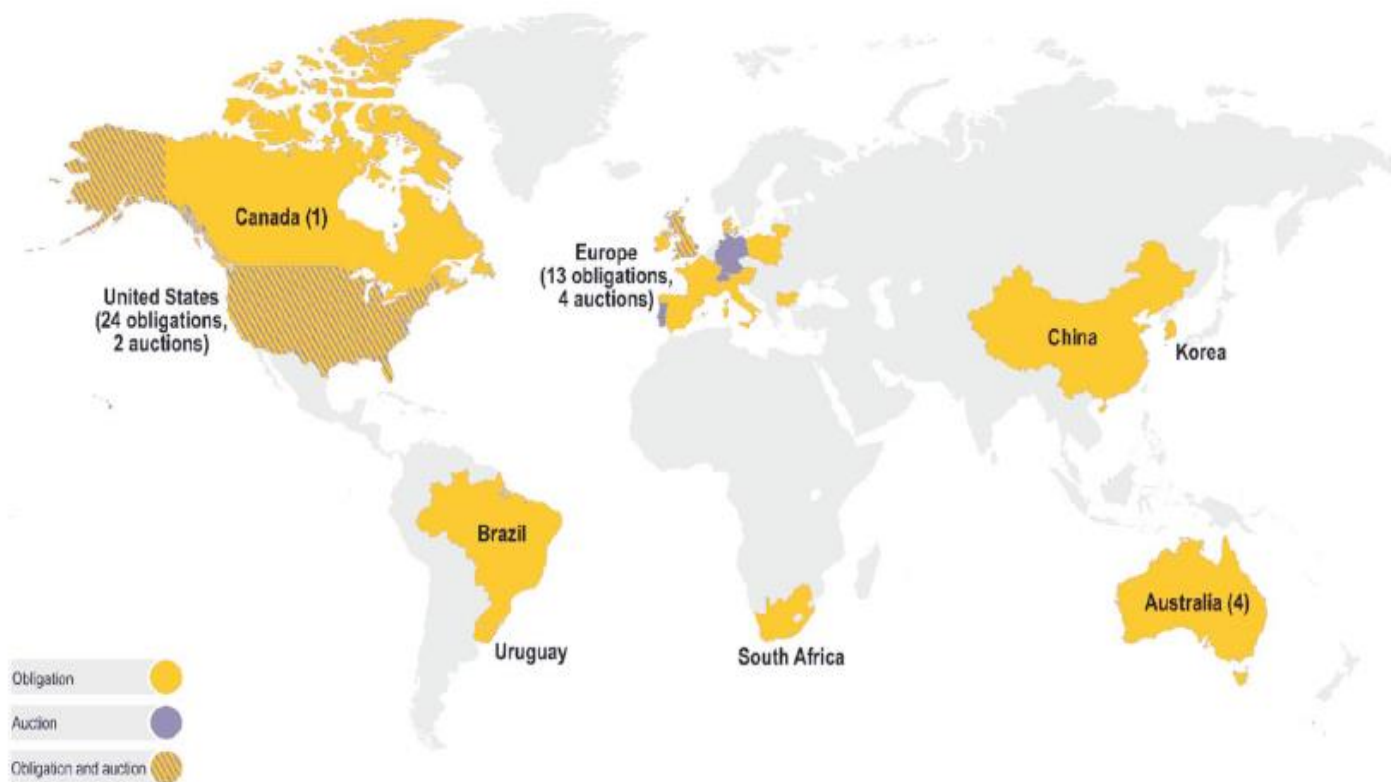 Canada (1)
United States
(24 obligations,
2 auctions)
Europe
(13 obligations,
4 auctions)
China
Korea
Brazil
Uruguay
South Africa
Australia (4)
Obligation
Auction
Obligation and auction